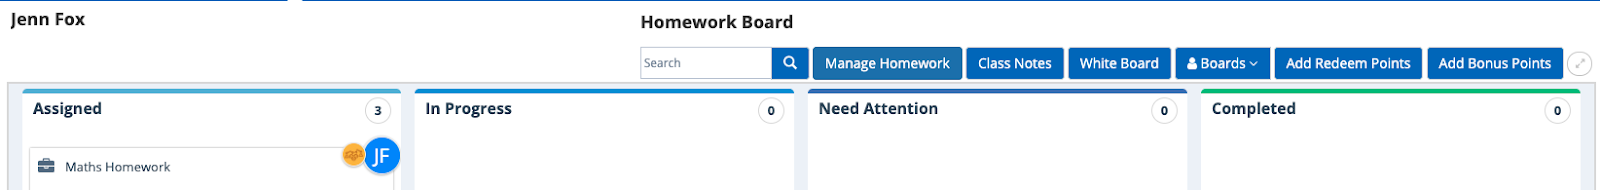 Jenn Fox
Homework Board
Search
Manage Homework
Class Notes
White Board
Boards
Add Redeem Points
Add Bonus Points
Assigned 3
In Progress 0
Need Attention 0
Completed 0
Maths Homework
JF